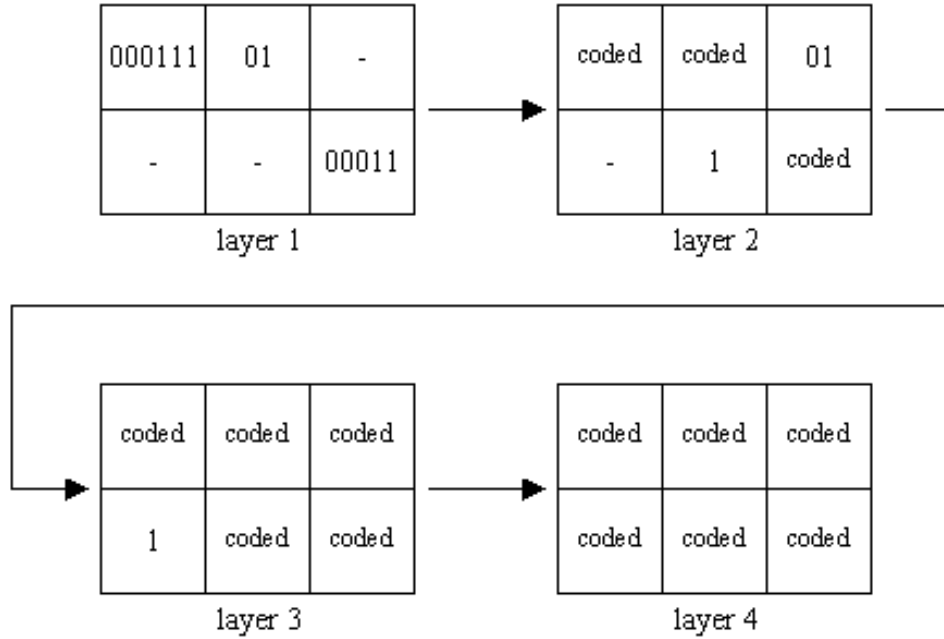 000111 01 - coded coded 01
- - 00011 - 1 coded
layer 1 layer 2
coded coded coded coded coded coded
1 coded coded coded coded coded
layer 3 layer 4